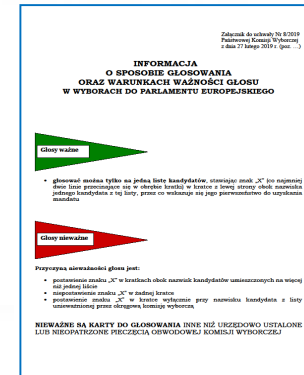 Załącznik do uchwały Nr 8/2019
Państwowej Komisji Wyborczej
z dnia 27 lutego 2019 r. (poz. ...)
INFORMACJA
O SPOSOBIE GŁOSOWANIA
ORAZ WARUNKACH WAŻNOŚCI GŁOSU
W WYBORACH DO PARLAMENTU EUROPEJSKIEGO
Głosy ważne
• głosować można tylko na jedną listę kandydatów, stawiając znak „X” (co najmniej
dwie linie przecinające się w obrębie kratki) w kratce z lewej strony obok nazwiska
jednego kandydata z tej listy, przez co wskazuje się jego pierwszeństwo do uzyskania
mandatu
Głosy nieważne
Przyczyną nieważności głosu jest:
• postawienie znaku „X” w kratkach obok nazwisk kandydatów umieszczonych na więcej
niż jednej liście
• niepostawienie znaku „X” w żadnej kratce
• postawienie znaku „X” w kratce wyłącznie przy nazwisku kandydata z listy
unieważnionej przez okręgową komisję wyborczą
NIEWAŻNE SĄ KARTY DO GŁOSOWANIA INNE NIŻ URZĘDOWO USTALONE
LUB NIEOPATRZONE PIECZĘCIĄ OBWODOWEJ KOMISJI WYBORCZEJ